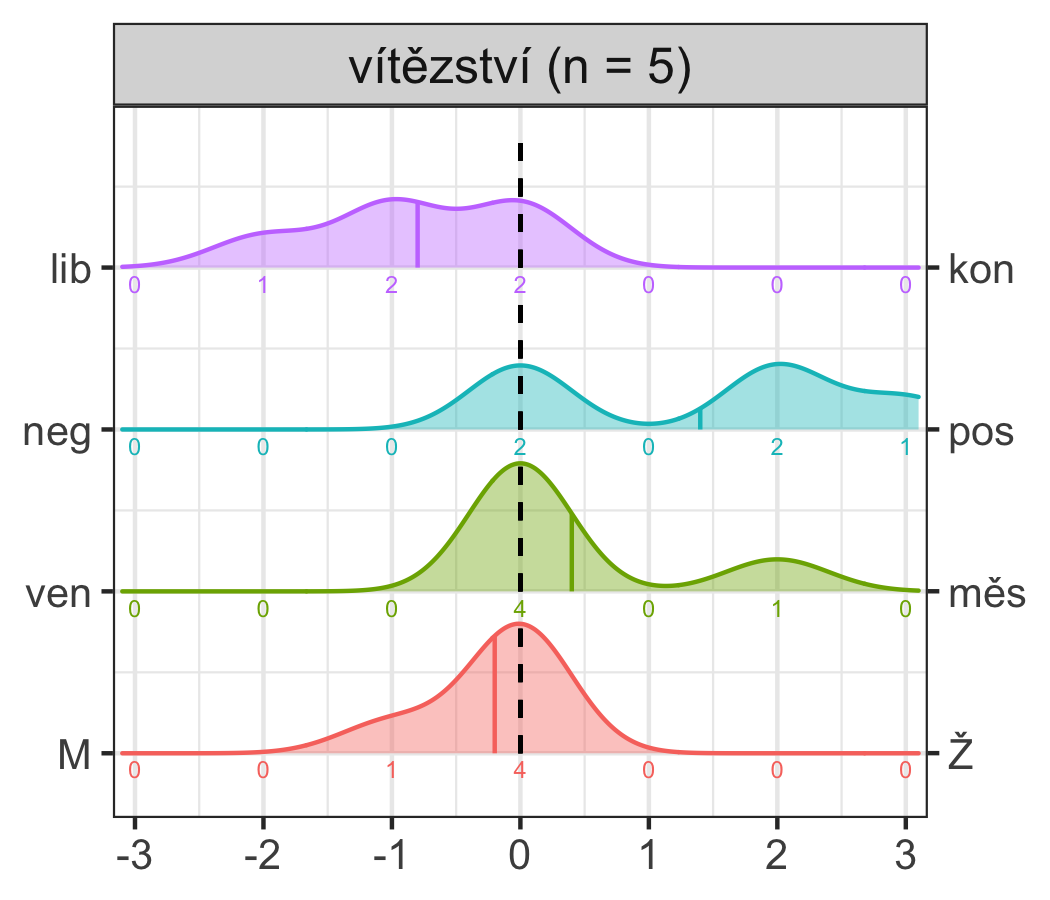 vítězství (n = 5)
lib kon
0 1 2 2 0 0 0
neg pos
0 0 0 2 0 2 1
ven měs
0 0 0 4 0 1 0
M Ž
0 0 1 4 0 0 0
-3 -2 -1 0 1 2 3